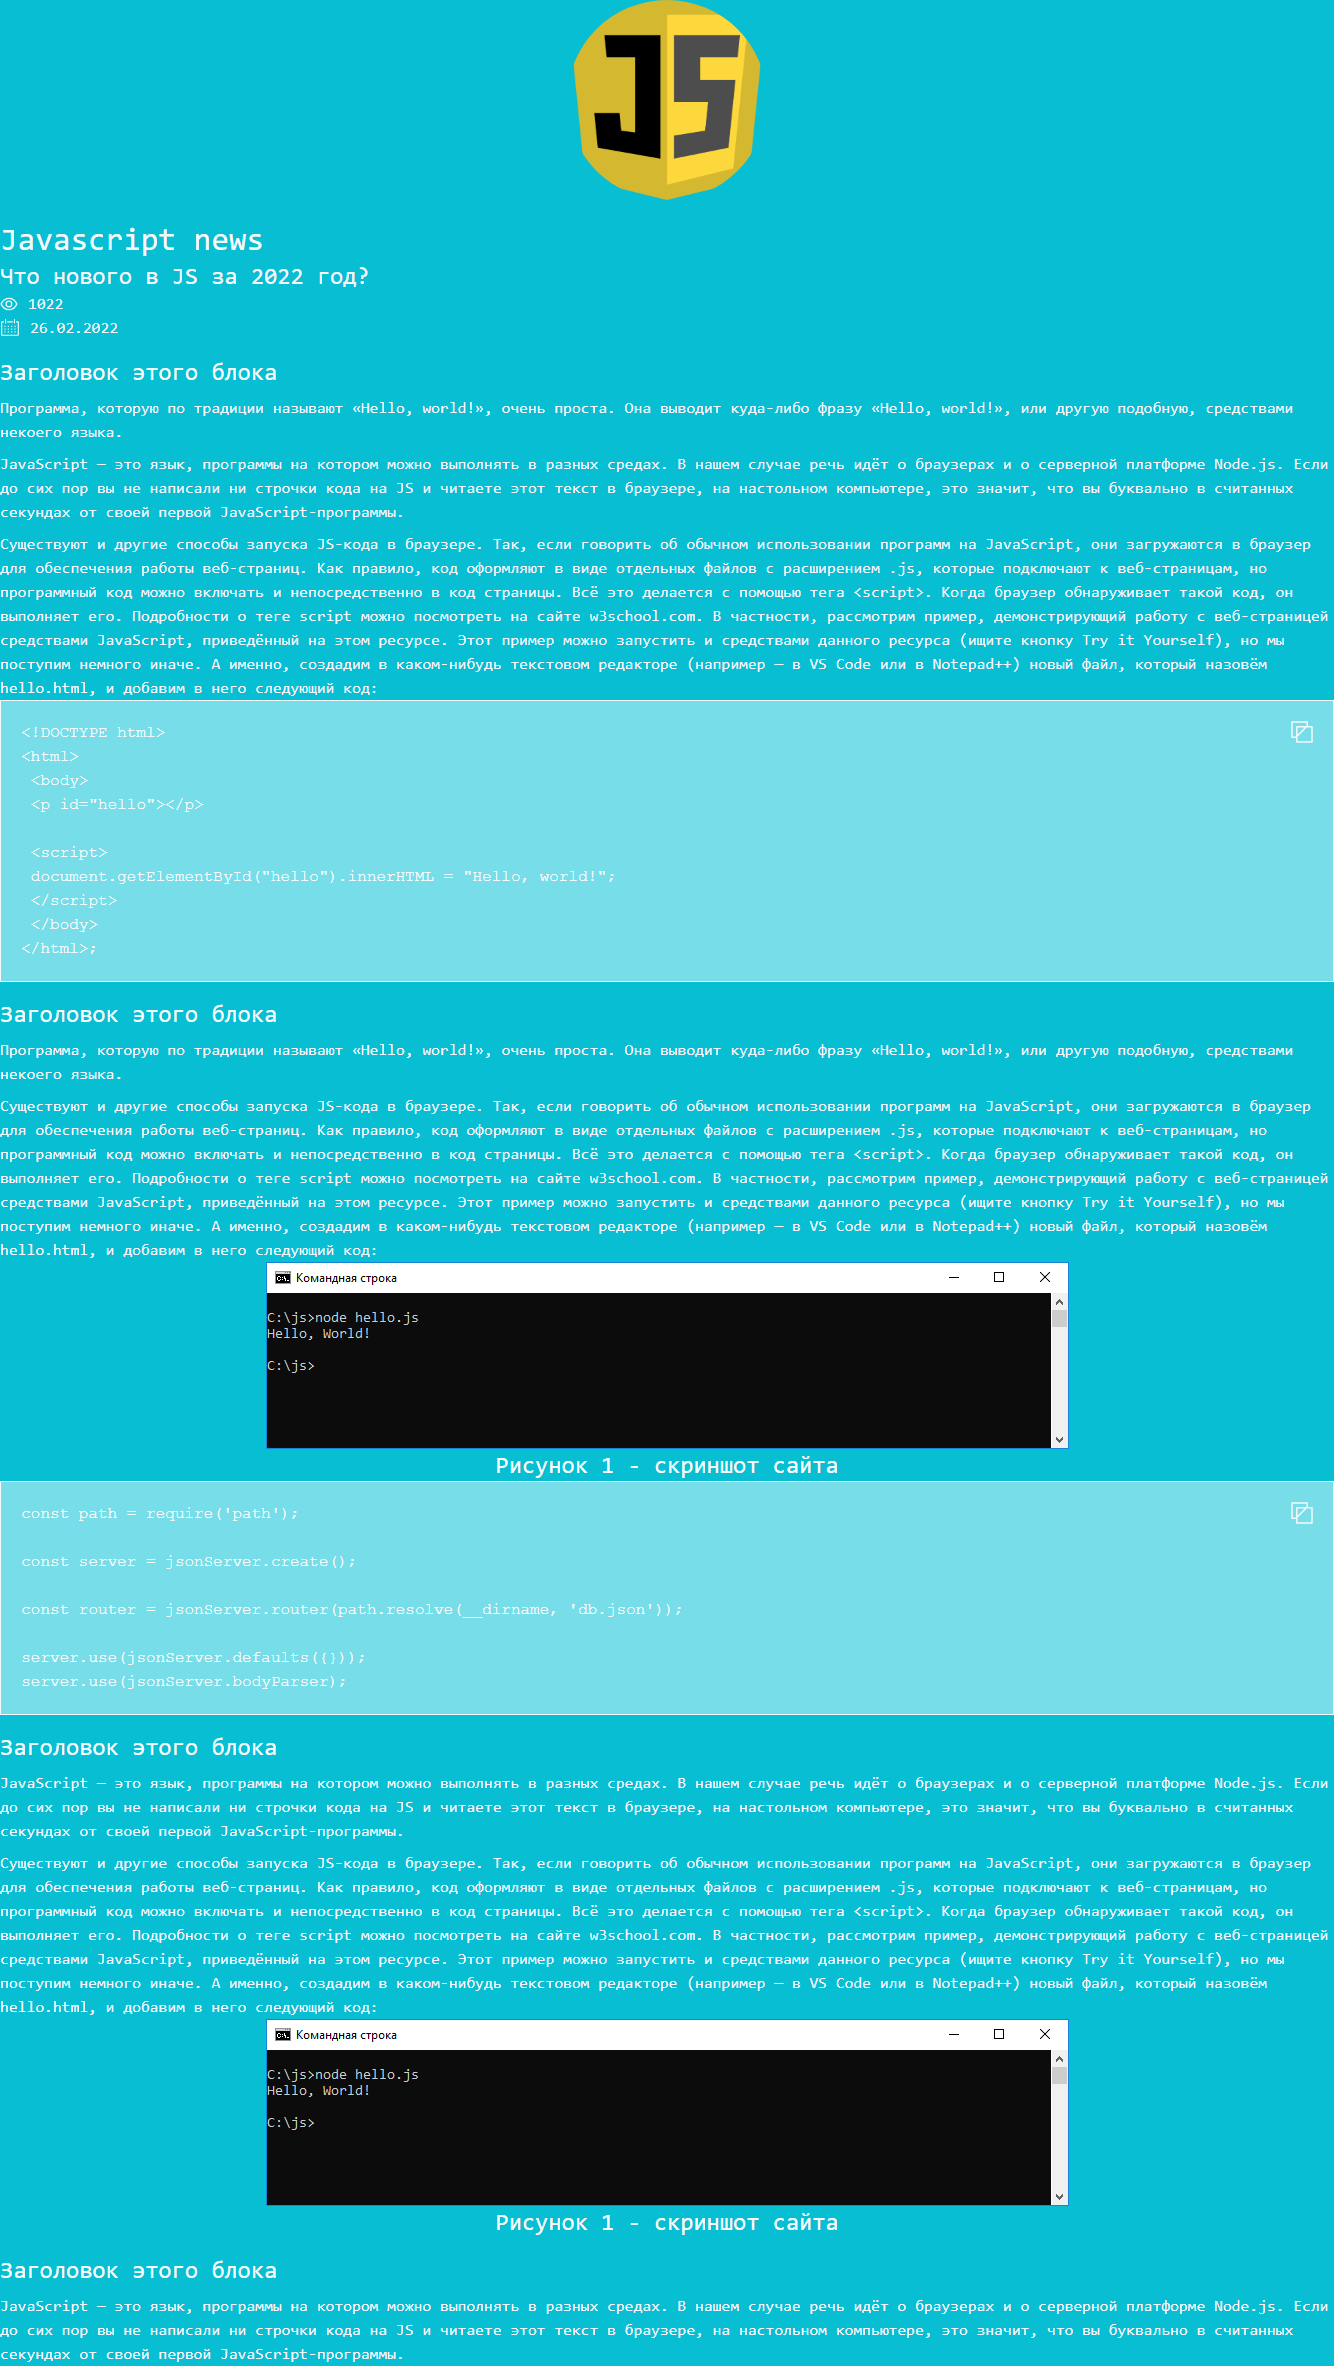 JS
Javascript news
Что нового в JS за 2022 год?
1022
26.02.2022
Заголовок этого блока
Программа, которую по традиции называют «Hello, world!», очень проста. Она выводит куда-либо фразу «Hello, world!», или другую подобную, средствами
некоего языка.
JavaScript — это язык, программы на котором можно выполнять в разных средах. В нашем случае речь идёт о браузерах и о серверной платформе Node.js. Если
до сих пор вы не написали ни строчки кода на JS и читаете этот текст в браузере, на настольном компьютере, это значит, что вы буквально в считанных
секундах от своей первой JavaScript-программы.
Существуют и другие способы запуска JS-кода в браузере. Так, если говорить об обычном использовании программ на JavaScript, они загружаются в браузер
для обеспечения работы веб-страниц. Как правило, код оформляют в виде отдельных файлов с расширением .js, которые подключают к веб-страницам, но
программный код можно включать и непосредственно в код страницы. Всё это делается с помощью тега <script>. Когда браузер обнаруживает такой код, он
выполняет его. Подробности о теге script можно посмотреть на сайте w3school.com. В частности, рассмотрим пример, демонстрирующий работу с веб-страницей
средствами JavaScript, приведённый на этом ресурсе. Этот пример можно запустить и средствами данного ресурса (ищите кнопку Try it Yourself), но мы
поступим немного иначе. А именно, создадим в каком-нибудь текстовом редакторе (например — в VS Code или в Notepad++) новый файл, который назовём
hello.html, и добавим в него следующий код:
<!DOCTYPE html>
<html>
<body>
<p id="hello"></p>
<script>
document.getElementById("hello").innerHTML = "Hello, world!";
</script>
</body>
</html>;
Заголовок этого блока
Программа, которую по традиции называют «Hello, world!», очень проста. Она выводит куда-либо фразу «Hello, world!», или другую подобную, средствами
некоего языка.
Существуют и другие способы запуска JS-кода в браузере. Так, если говорить об обычном использовании программ на JavaScript, они загружаются в браузер
для обеспечения работы веб-страниц. Как правило, код оформляют в виде отдельных файлов с расширением .js, которые подключают к веб-страницам, но
программный код можно включать и непосредственно в код страницы. Всё это делается с помощью тега <script>. Когда браузер обнаруживает такой код, он
выполняет его. Подробности о теге script можно посмотреть на сайте w3school.com. В частности, рассмотрим пример, демонстрирующий работу с веб-страницей
средствами JavaScript, приведённый на этом ресурсе. Этот пример можно запустить и средствами данного ресурса (ищите кнопку Try it Yourself), но мы
поступим немного иначе. А именно, создадим в каком-нибудь текстовом редакторе (например — в VS Code или в Notepad++) новый файл, который назовём
hello.html, и добавим в него следующий код:
C:\. Командная строка
C:\js>node hello.js
Hello, World!
C:\js>
Рисунок 1 - скриншот сайта
const path = require('path');
const server = jsonServer.create();
const router = jsonServer.router(path.resolve(__dirname, 'db.json'));
server.use(jsonServer.defaults({}));
server.use(jsonServer.bodyParser);
Заголовок этого блока
JavaScript — это язык, программы на котором можно выполнять в разных средах. В нашем случае речь идёт о браузерах и о серверной платформе Node.js. Если
до сих пор вы не написали ни строчки кода на JS и читаете этот текст в браузере, на настольном компьютере, это значит, что вы буквально в считанных
секундах от своей первой JavaScript-программы.
Существуют и другие способы запуска JS-кода в браузере. Так, если говорить об обычном использовании программ на JavaScript, они загружаются в браузер
для обеспечения работы веб-страниц. Как правило, код оформляют в виде отдельных файлов с расширением .js, которые подключают к веб-страницам, но
программный код можно включать и непосредственно в код страницы. Всё это делается с помощью тега <script>. Когда браузер обнаруживает такой код, он
выполняет его. Подробности о теге script можно посмотреть на сайте w3school.com. В частности, рассмотрим пример, демонстрирующий работу с веб-страницей
средствами JavaScript, приведённый на этом ресурсе. Этот пример можно запустить и средствами данного ресурса (ищите кнопку Try it Yourself), но мы
поступим немного иначе. А именно, создадим в каком-нибудь текстовом редакторе (например — в VS Code или в Notepad++) новый файл, который назовём
hello.html, и добавим в него следующий код:
C:\. Командная строка
C:\js>node hello.js
Hello, World!
C:\js>
Рисунок 1 - скриншот сайта
Заголовок этого блока
JavaScript — это язык, программы на котором можно выполнять в разных средах. В нашем случае речь идёт о браузерах и о серверной платформе Node.js. Если
до сих пор вы не написали ни строчки кода на JS и читаете этот текст в браузере, на настольном компьютере, это значит, что вы буквально в считанных
секундах от своей первой JavaScript-программы.